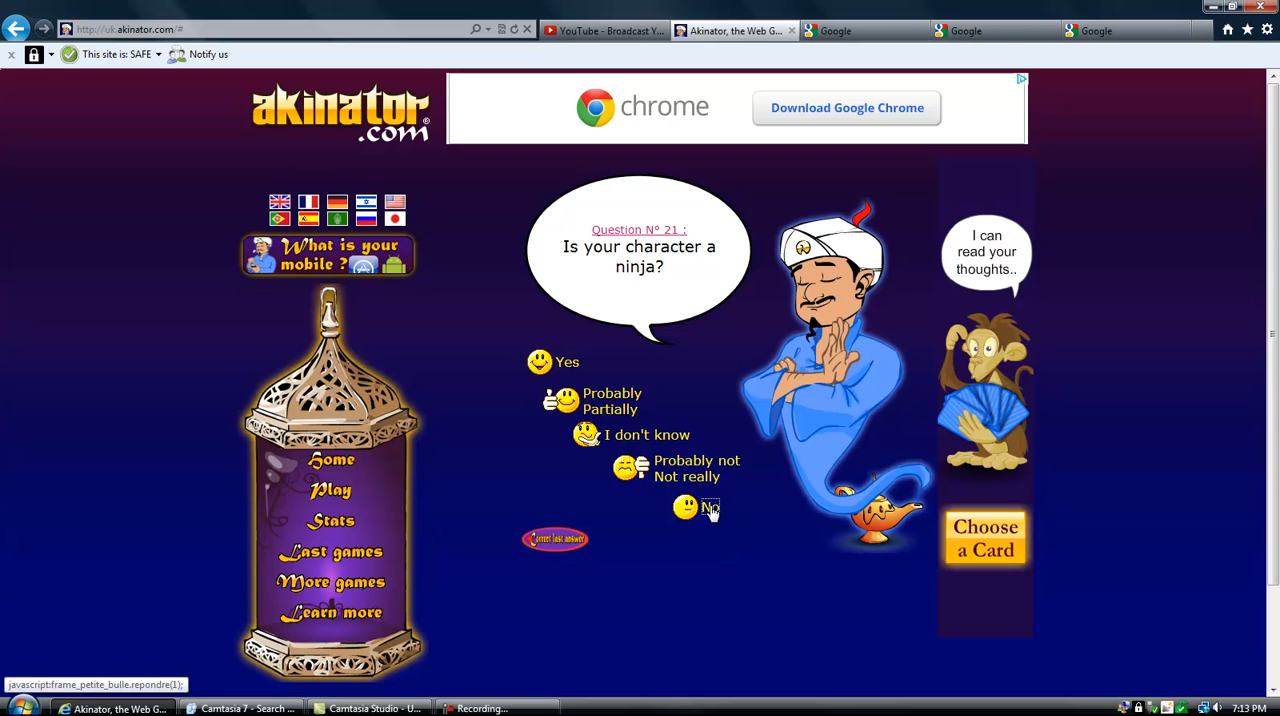 http://uk.akinator.com/#
YouTube - Broadcast Y...
Akinator, the Web G...
Google
Google
Google
This site is: SAFE
Notify us
akinator
.com
chrome
Download Google Chrome
What is your
mobile ?
Question N° 21 :
Is your character a
ninja?
I can
read your
thoughts..
Yes
Probably
Partially
I don't know
Probably not
Not really
No
Correct last answer
Home
Play
Stats
Last games
More games
Learn more
Choose
a Card
javascript:frame_petite_bulle.repondre(1);
Akinator, the Web G...
Camtasia 7 - Search ...
Camtasia Studio - U...
Recording...
7:13 PM